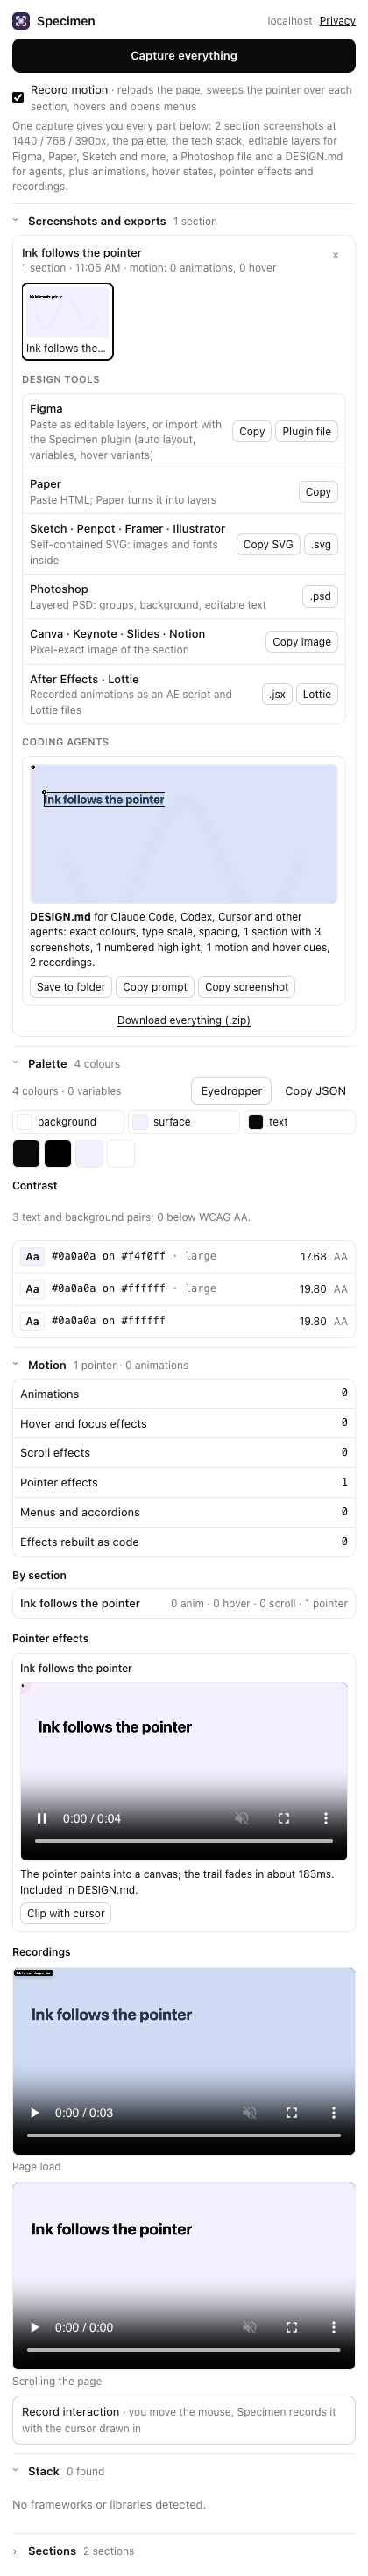 Specimen localhost Privacy
Capture everything
Record motion · reloads the page, sweeps the pointer over each
section, hovers and opens menus
One capture gives you every part below: 2 section screenshots at
1440 / 768 / 390px, the palette, the tech stack, editable layers for
Figma, Paper, Sketch and more, a Photoshop file and a DESIGN.md
for agents, plus animations, hover states, pointer effects and
recordings.
Screenshots and exports 1 section
Ink follows the pointer ×
1 section · 11:06 AM · motion: 0 animations, 0 hover
Ink follows the pointer
Ink follows the...
DESIGN TOOLS
Figma
Paste as editable layers, or import with
the Specimen plugin (auto layout,
variables, hover variants)
Copy Plugin file
Paper
Paste HTML; Paper turns it into layers
Copy
Sketch · Penpot · Framer · Illustrator
Self-contained SVG: images and fonts
inside
Copy SVG .svg
Photoshop
Layered PSD: groups, background, editable text
.psd
Canva · Keynote · Slides · Notion
Pixel-exact image of the section
Copy image
After Effects · Lottie
Recorded animations as an AE script and
Lottie files
.jsx Lottie
CODING AGENTS
Ink follows the pointer
DESIGN.md for Claude Code, Codex, Cursor and other
agents: exact colours, type scale, spacing, 1 section with 3
screenshots, 1 numbered highlight, 1 motion and hover cues,
2 recordings.
Save to folder Copy prompt Copy screenshot
Download everything (.zip)
Palette 4 colours
4 colours · 0 variables Eyedropper Copy JSON
background surface text
Contrast
3 text and background pairs; 0 below WCAG AA.
Aa #0a0a0a on #f4f0ff · large 17.68 AA
Aa #0a0a0a on #ffffff · large 19.80 AA
Aa #0a0a0a on #ffffff 19.80 AA
Motion 1 pointer · 0 animations
Animations 0
Hover and focus effects 0
Scroll effects 0
Pointer effects 1
Menus and accordions 0
Effects rebuilt as code 0
By section
Ink follows the pointer 0 anim · 0 hover · 0 scroll · 1 pointer
Pointer effects
Ink follows the pointer
Ink follows the pointer
0:00 / 0:04
The pointer paints into a canvas; the trail fades in about 183ms.
Included in DESIGN.md.
Clip with cursor
Recordings
Ink follows the pointer
0:00 / 0:03
Page load
Ink follows the pointer
0:00 / 0:00
Scrolling the page
Record interaction · you move the mouse, Specimen records it
with the cursor drawn in
Stack 0 found
No frameworks or libraries detected.
Sections 2 sections